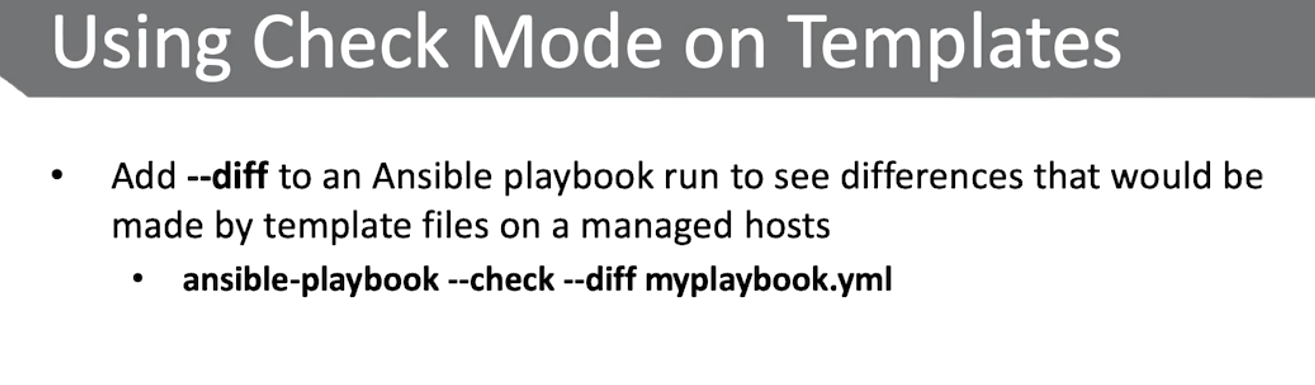 Using Check Mode on Templates
• Add --diff to an Ansible playbook run to see differences that would be
made by template files on a managed hosts
• ansible-playbook --check --diff myplaybook.yml